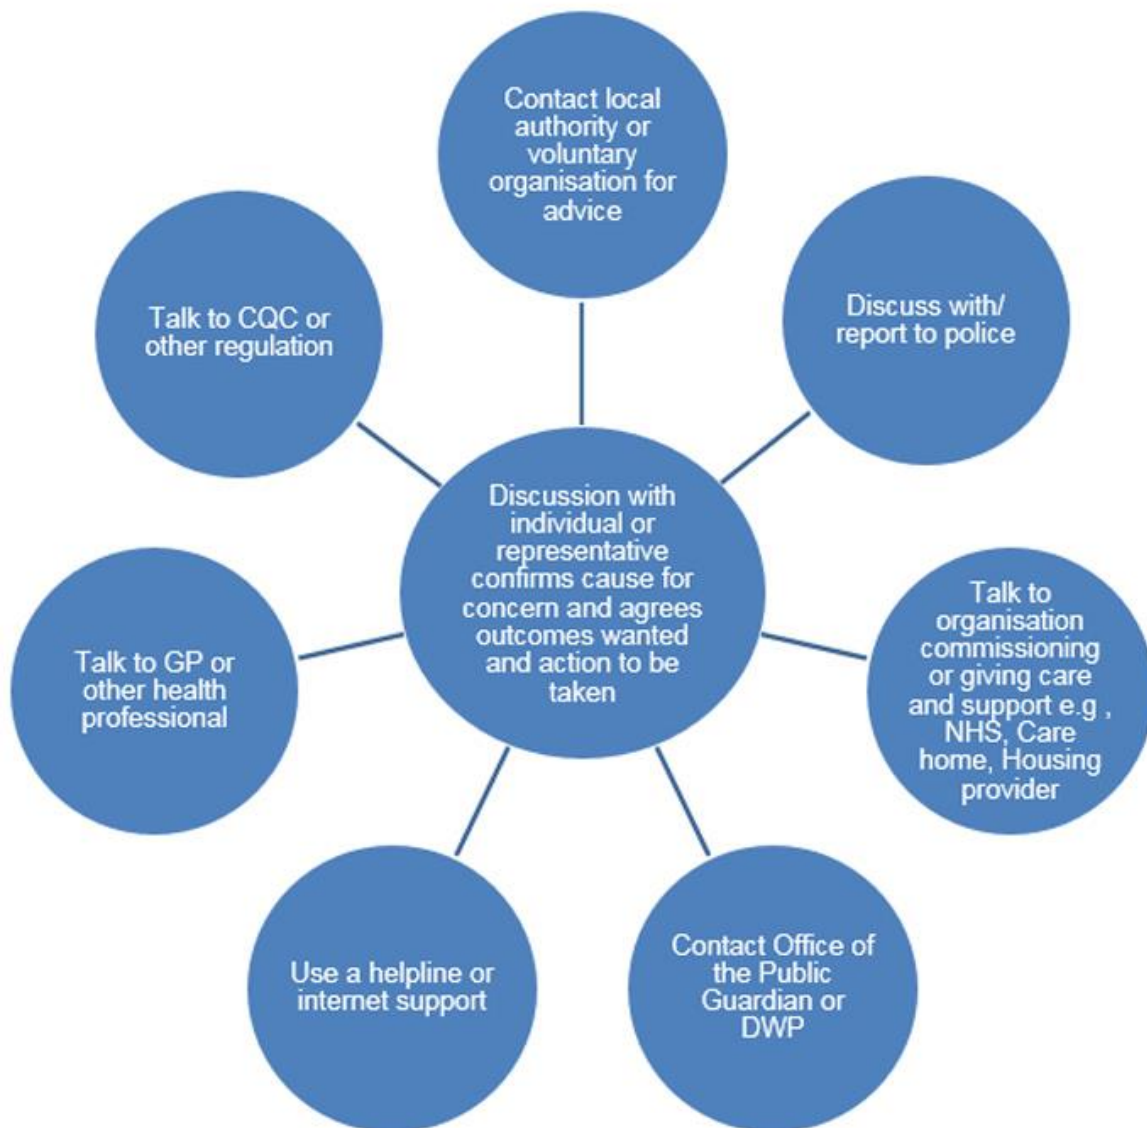 Contact local
authority or
voluntary
organisation for
advice
Discuss with/
report to police
Talk to
organisation
commissioning
or giving care
and support e.g ,
NHS, Care
home, Housing
provider
Contact Office of
the Public
Guardian or
DWP
Use a helpline or
internet support
Talk to GP or
other health
professional
Talk to CQC or
other regulation
Discussion with
individual or
representative
confirms cause for
concern and agrees
outcomes wanted
and action to be
taken